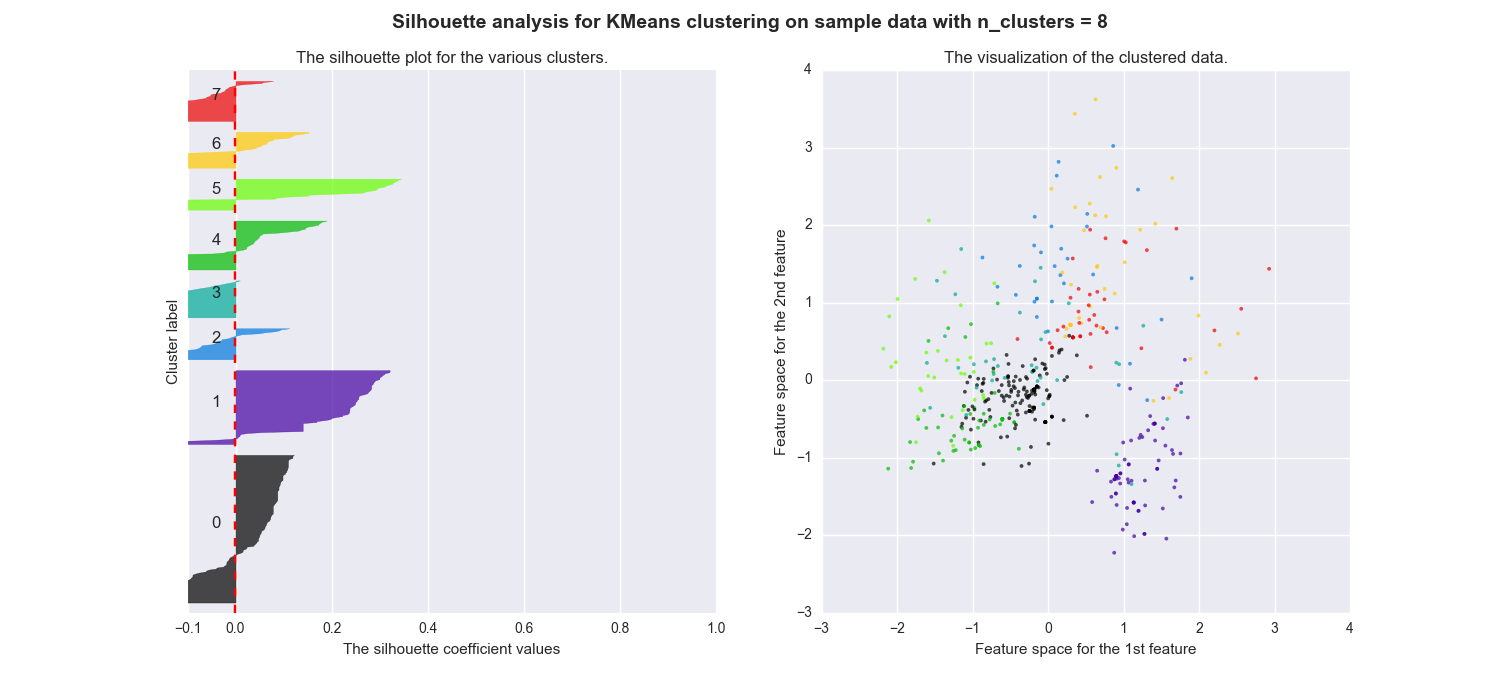 Silhouette analysis for KMeans clustering on sample data with n_clusters = 8
The silhouette plot for the various clusters.
7
6
5
4
3
2
1
0
Cluster label
−0.1 0.0 0.2 0.4 0.6 0.8 1.0
The silhouette coefficient values
The visualization of the clustered data.
4
3
2
1
0
−1
−2
−3
Feature space for the 2nd feature
−3 −2 −1 0 1 2 3 4
Feature space for the 1st feature